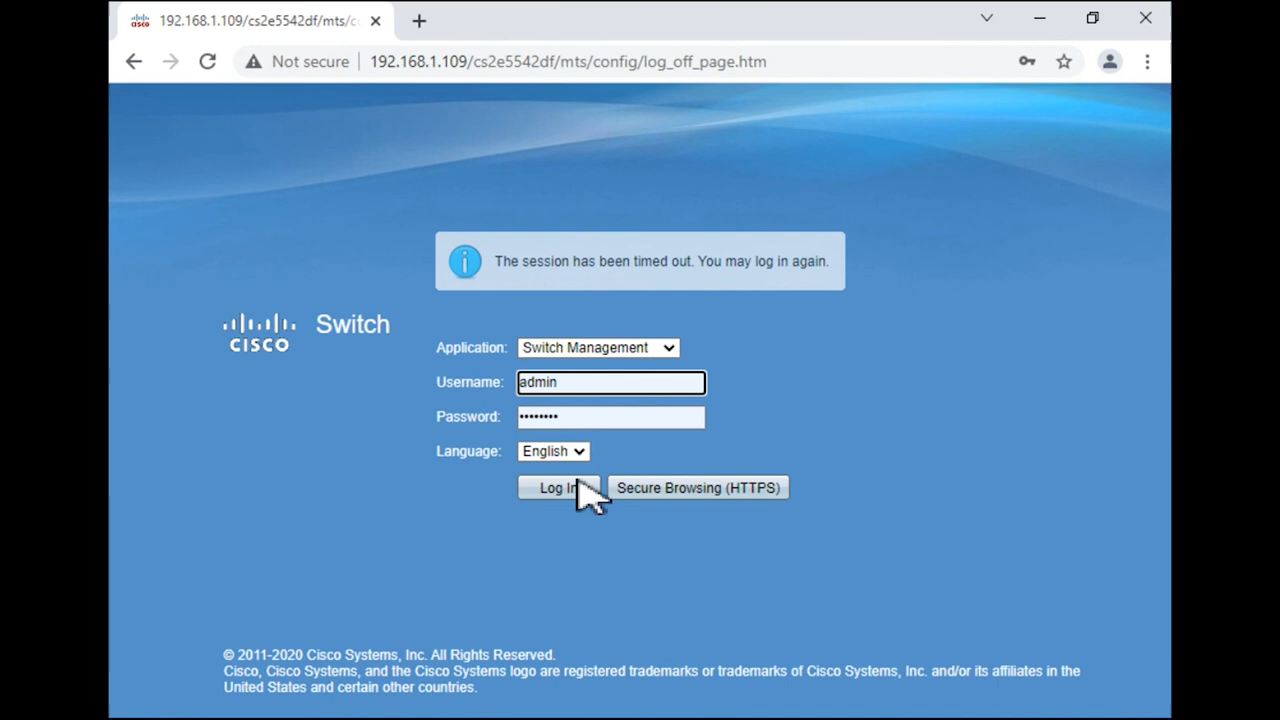 192.168.1.109/cs2e5542df/mts/c
Not secure
192.168.1.109/cs2e5542df/mts/config/log_off_page.htm
The session has been timed out. You may log in again.
CISCO
Switch
Application: Switch Management
Username: admin
Password: ••••••••
Language: English
Log In Secure Browsing (HTTPS)
© 2011-2020 Cisco Systems, Inc. All Rights Reserved.
Cisco, Cisco Systems, and the Cisco Systems logo are registered trademarks or trademarks of Cisco Systems, Inc. and/or its affiliates in the
United States and certain other countries.